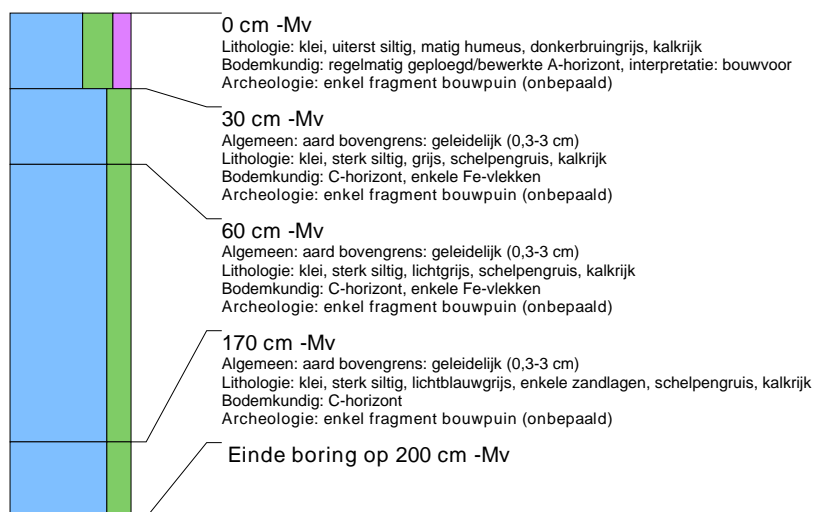 0 cm -Mv
Lithologie: klei, uiterst siltig, matig humeus, donkerbruingrijs, kalkrijk
Bodemkundig: regelmatig geploegd/bewerkte A-horizont, interpretatie: bouwvoor
Archeologie: enkel fragment bouwpuin (onbepaald)
30 cm -Mv
Algemeen: aard bovengrens: geleidelijk (0,3-3 cm)
Lithologie: klei, sterk siltig, grijs, schelpengruis, kalkrijk
Bodemkundig: C-horizont, enkele Fe-vlekken
Archeologie: enkel fragment bouwpuin (onbepaald)
60 cm -Mv
Algemeen: aard bovengrens: geleidelijk (0,3-3 cm)
Lithologie: klei, sterk siltig, lichtgrijs, schelpengruis, kalkrijk
Bodemkundig: C-horizont, enkele Fe-vlekken
Archeologie: enkel fragment bouwpuin (onbepaald)
170 cm -Mv
Algemeen: aard bovengrens: geleidelijk (0,3-3 cm)
Lithologie: klei, sterk siltig, lichtblauwgrijs, enkele zandlagen, schelpengruis, kalkrijk
Bodemkundig: C-horizont
Archeologie: enkel fragment bouwpuin (onbepaald)
Einde boring op 200 cm -Mv